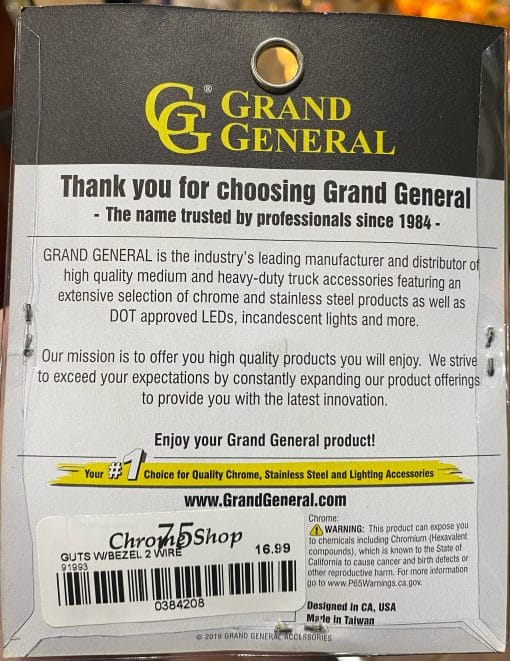 GG® GRAND
GENERAL
Thank you for choosing Grand General
- The name trusted by professionals since 1984 -
GRAND GENERAL is the industry's leading manufacturer and distributor of
high quality medium and heavy-duty truck accessories featuring an
extensive selection of chrome and stainless steel products as well as
DOT approved LEDs, incandescent lights and more.
Our mission is to offer you high quality products you will enjoy. We strive
to exceed your expectations by constantly expanding our product offerings
to provide you with the latest innovation.
Enjoy your Grand General product!
Your #1 Choice for Quality Chrome, Stainless Steel and Lighting Accessories
www.GrandGeneral.com
75 Chrome Shop
GUTS W/BEZEL 2 WIRE 16.99
91993
0384208
Chrome:
WARNING: This product can expose you
to chemicals including Chromium (Hexavalent
compounds), which is known to the State of
California to cause cancer and birth defects or
other reproductive harm. For more information
go to www.P65Warnings.ca.gov.
Designed in CA, USA
Made in Taiwan
© 2019 GRAND GENERAL ACCESSORIES